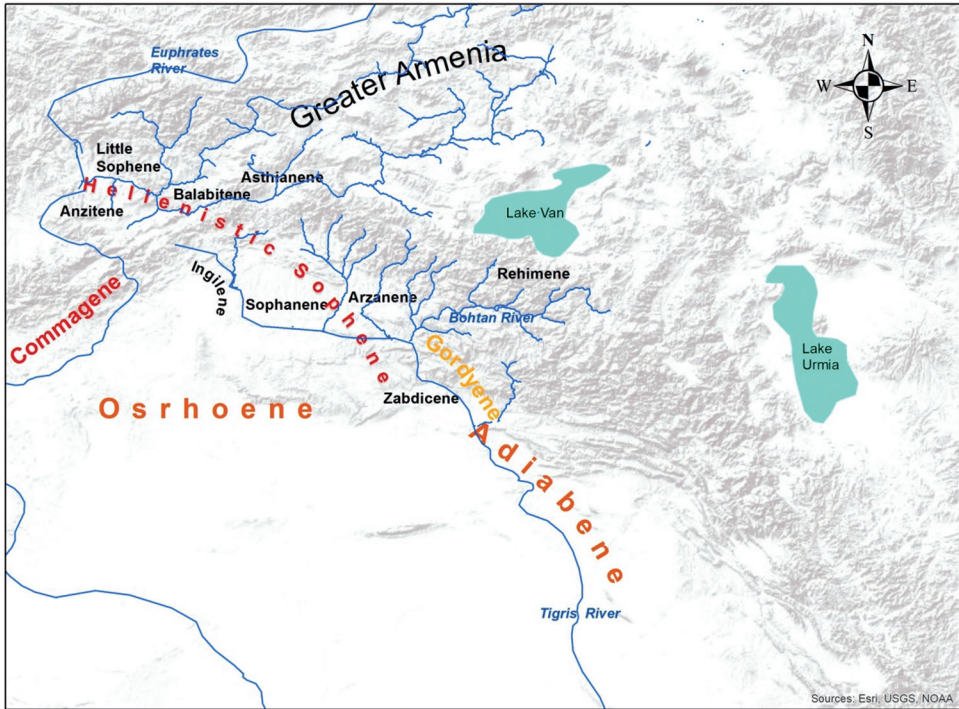 Euphrates
River
Greater Armenia
N
W
E
S
Little
Sophene
Asthianene
Balabitene
Hellenistic Sophene
Anzitene
Lake Van
Ingilene
Rehimene
Sophanene
Arzanene
Bohtan River
Commagene
Lake
Urmia
Gordyene
Zabdicene
Osrhoene
Adiabene
Tigris River
Sources: Esri, USGS, NOAA